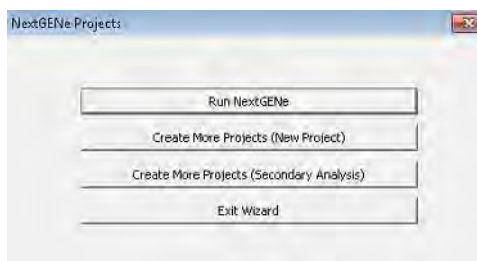 NextGENe Projects
Run NextGENe
Create More Projects (New Project)
Create More Projects (Secondary Analysis)
Exit Wizard